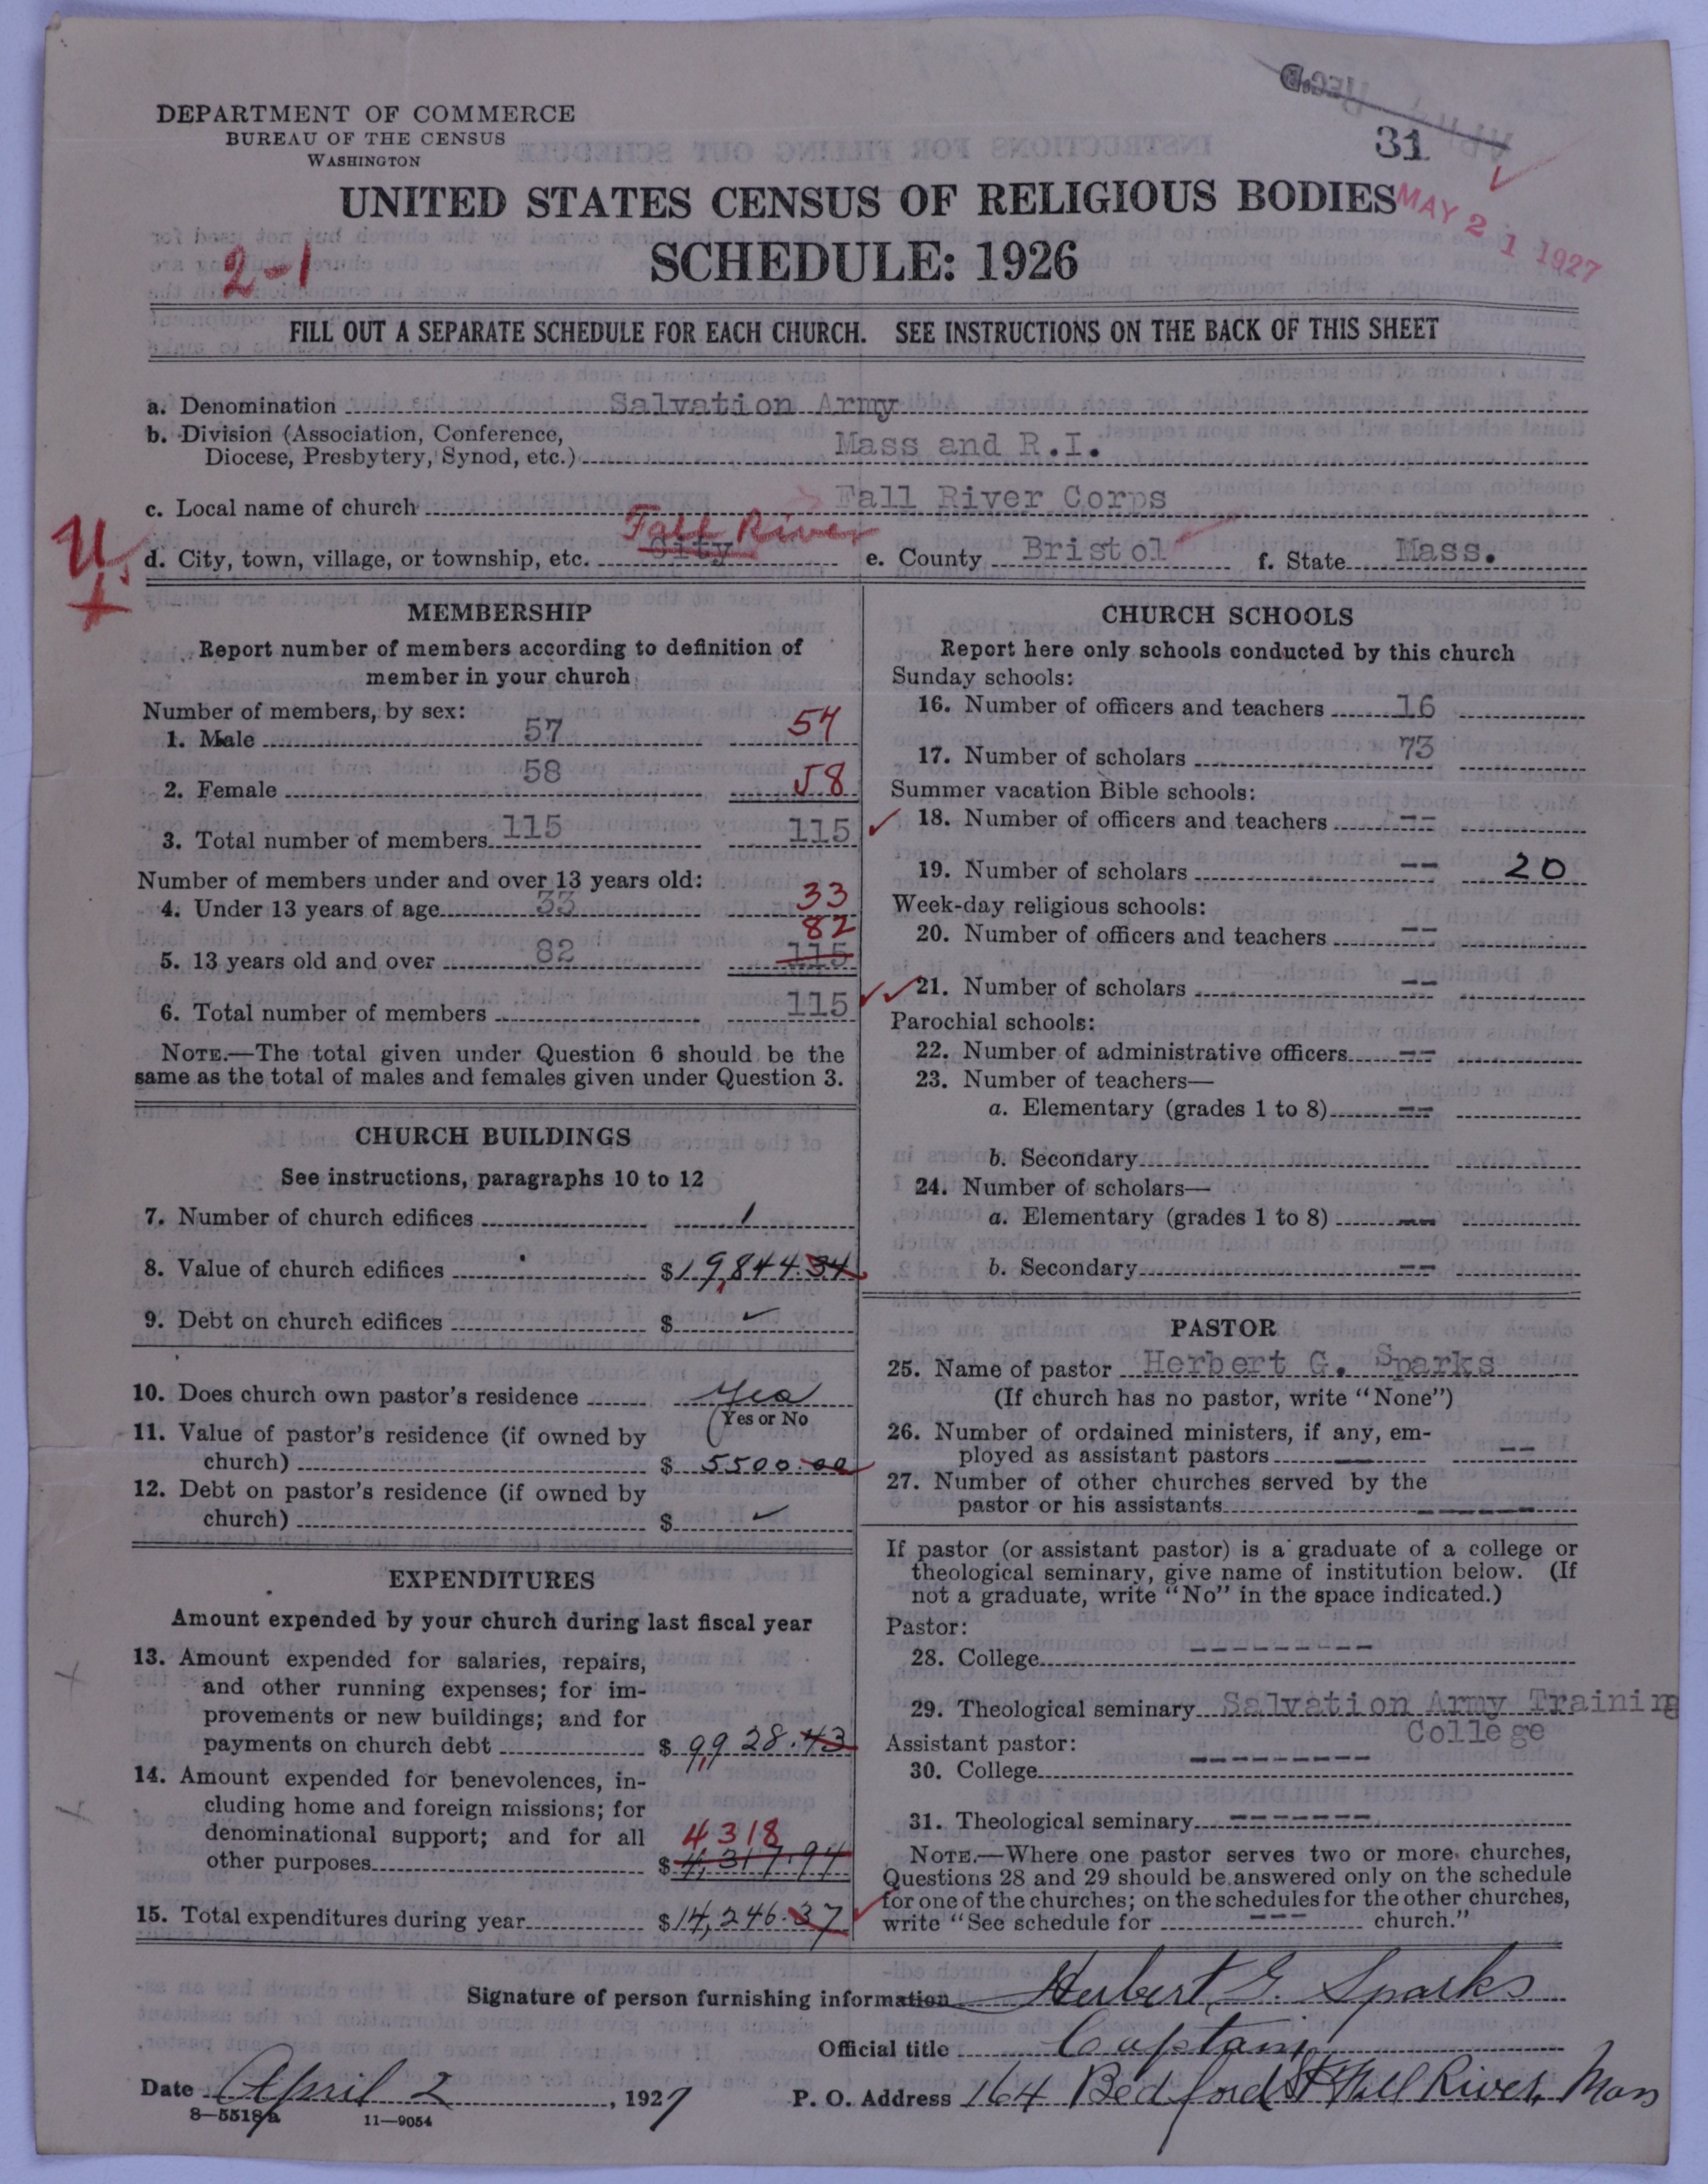 DEPARTMENT OF COMMERCE
BUREAU OF THE CENSUS
WASHINGTON
31
UNITED STATES CENSUS OF RELIGIOUS BODIES
MAY 21 1927
SCHEDULE: 1926
2-1
FILL OUT A SEPARATE SCHEDULE FOR EACH CHURCH. SEE INSTRUCTIONS ON THE BACK OF THIS SHEET
a. Denomination Salvation Army
b. Division (Association, Conference,
Diocese, Presbytery, Synod, etc.) Mass and R.I.
c. Local name of church Fall River Corps
Fall River
d. City, town, village, or township, etc. City e. County Bristol f. State Mass.
MEMBERSHIP
Report number of members according to definition of
member in your church
Number of members, by sex:
1. Male 57 57
2. Female 58 58
3. Total number of members 115 115
Number of members under and over 13 years old:
4. Under 13 years of age 33 33
82
5. 13 years old and over 82 115
6. Total number of members 115
NOTE.—The total given under Question 6 should be the
same as the total of males and females given under Question 3.
CHURCH BUILDINGS
See instructions, paragraphs 10 to 12
7. Number of church edifices 1
8. Value of church edifices $19,844.34
9. Debt on church edifices $
10. Does church own pastor's residence Yes
(Yes or No
11. Value of pastor's residence (if owned by
church) $ 5500.00
12. Debt on pastor's residence (if owned by
church) $
EXPENDITURES
Amount expended by your church during last fiscal year
13. Amount expended for salaries, repairs,
and other running expenses; for im-
provements or new buildings; and for
payments on church debt $ 9,928.43
14. Amount expended for benevolences, in-
cluding home and foreign missions; for
denominational support; and for all 4318
other purposes $ 4,317.94
15. Total expenditures during year $14,246.37
CHURCH SCHOOLS
Report here only schools conducted by this church
Sunday schools:
16. Number of officers and teachers 16
17. Number of scholars 73
Summer vacation Bible schools:
18. Number of officers and teachers --
19. Number of scholars -- 20
Week-day religious schools:
20. Number of officers and teachers --
21. Number of scholars --
Parochial schools:
22. Number of administrative officers --
23. Number of teachers—
a. Elementary (grades 1 to 8) --
b. Secondary
24. Number of scholars—
a. Elementary (grades 1 to 8) --
b. Secondary --
PASTOR
25. Name of pastor Herbert G. Sparks
(If church has no pastor, write "None")
26. Number of ordained ministers, if any, em-
ployed as assistant pastors --
27. Number of other churches served by the
pastor or his assistants -----
If pastor (or assistant pastor) is a graduate of a college or
theological seminary, give name of institution below. (If
not a graduate, write "No" in the space indicated.)
Pastor:
28. College ---------
29. Theological seminary Salvation Army Training
College
Assistant pastor:
30. College ---------
31. Theological seminary -------
NOTE.—Where one pastor serves two or more churches,
Questions 28 and 29 should be answered only on the schedule
for one of the churches; on the schedules for the other churches,
write "See schedule for --- church."
Signature of person furnishing information Herbert G. Sparks
Official title Captain
Date April 2, 1927 P. O. Address 164 Bedford St Fall River, Mass
8—5518a 11—9054